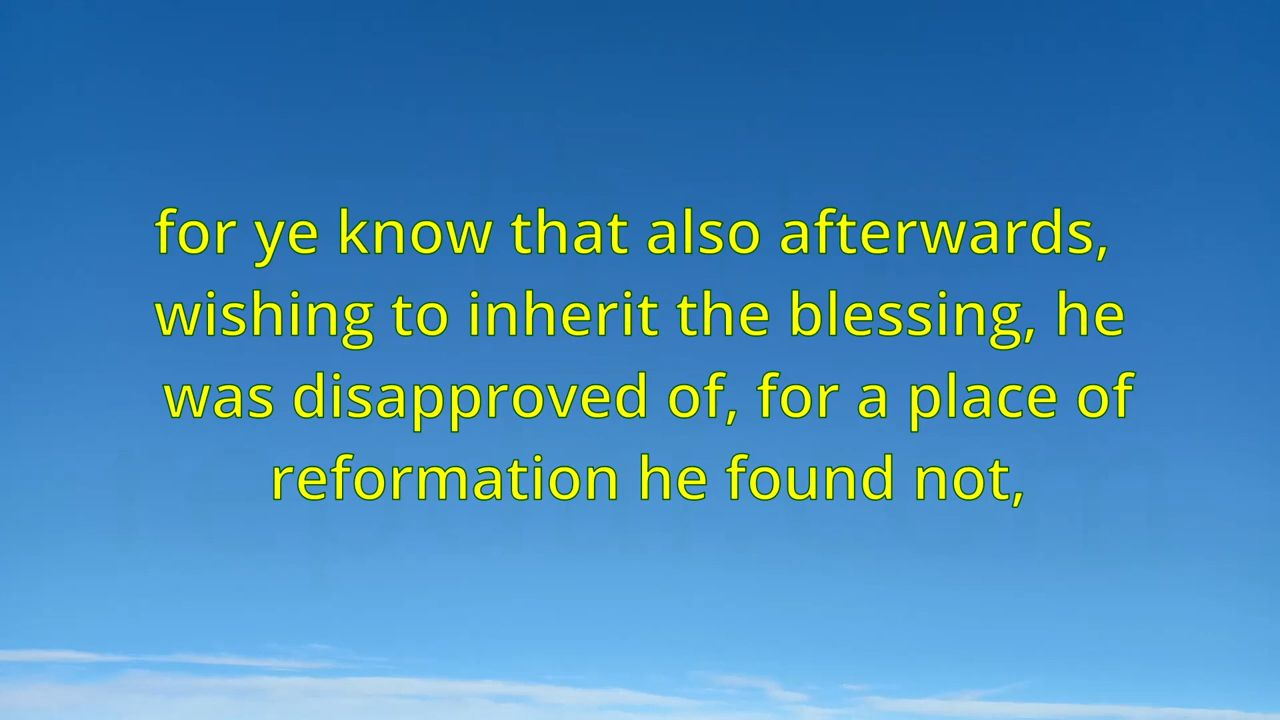 for ye know that also afterwards,
wishing to inherit the blessing, he
was disapproved of, for a place of
reformation he found not,